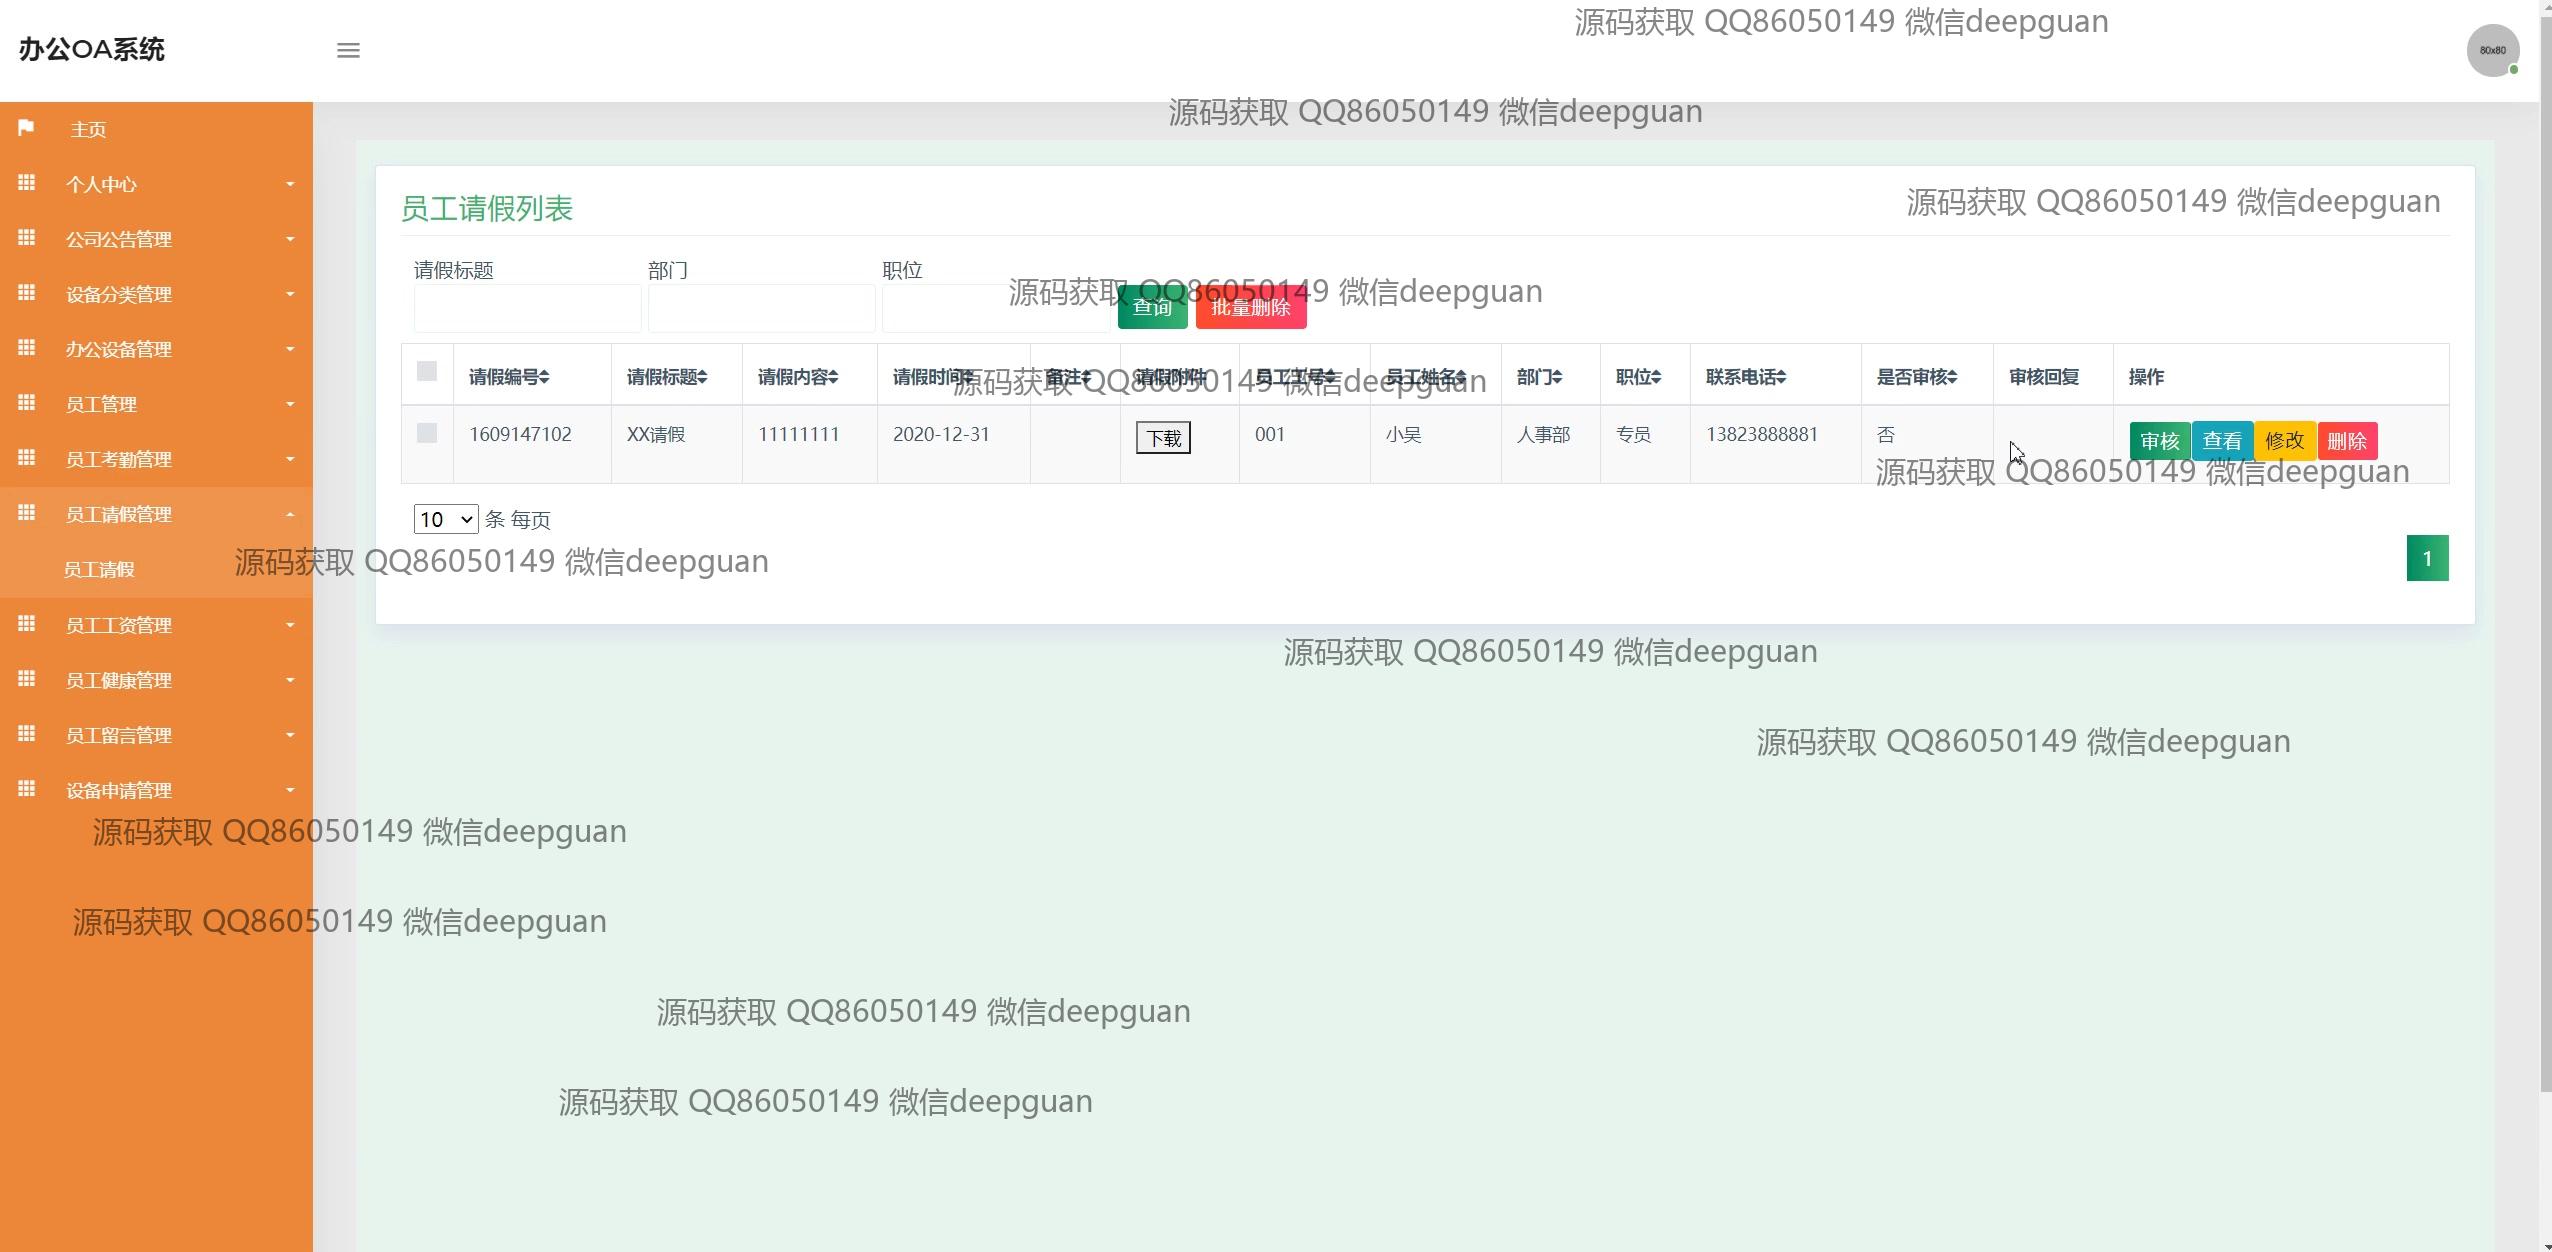 办公OA系统
源码获取 QQ86050149 微信deepguan
80x80
源码获取 QQ86050149 微信deepguan
主页
个人中心
公司公告管理
设备分类管理
办公设备管理
员工管理
员工考勤管理
员工请假管理
员工请假
员工工资管理
员工健康管理
员工留言管理
设备申请管理
员工请假列表
源码获取 QQ86050149 微信deepguan
请假标题 部门 职位
源码获取 QQ86050149 微信deepguan
查询 批量删除
请假编号 请假标题 请假内容 请假时间 备注 请假附件 员工工号 员工姓名 部门 职位 联系电话 是否审核 审核回复 操作
源码获取 QQ86050149 微信deepguan
1609147102 XX请假 11111111 2020-12-31 下载 001 小吴 人事部 专员 13823888881 否 审核 查看 修改 删除
源码获取 QQ86050149 微信deepguan
10 条 每页
源码获取 QQ86050149 微信deepguan
1
源码获取 QQ86050149 微信deepguan
源码获取 QQ86050149 微信deepguan
源码获取 QQ86050149 微信deepguan
源码获取 QQ86050149 微信deepguan
源码获取 QQ86050149 微信deepguan
源码获取 QQ86050149 微信deepguan